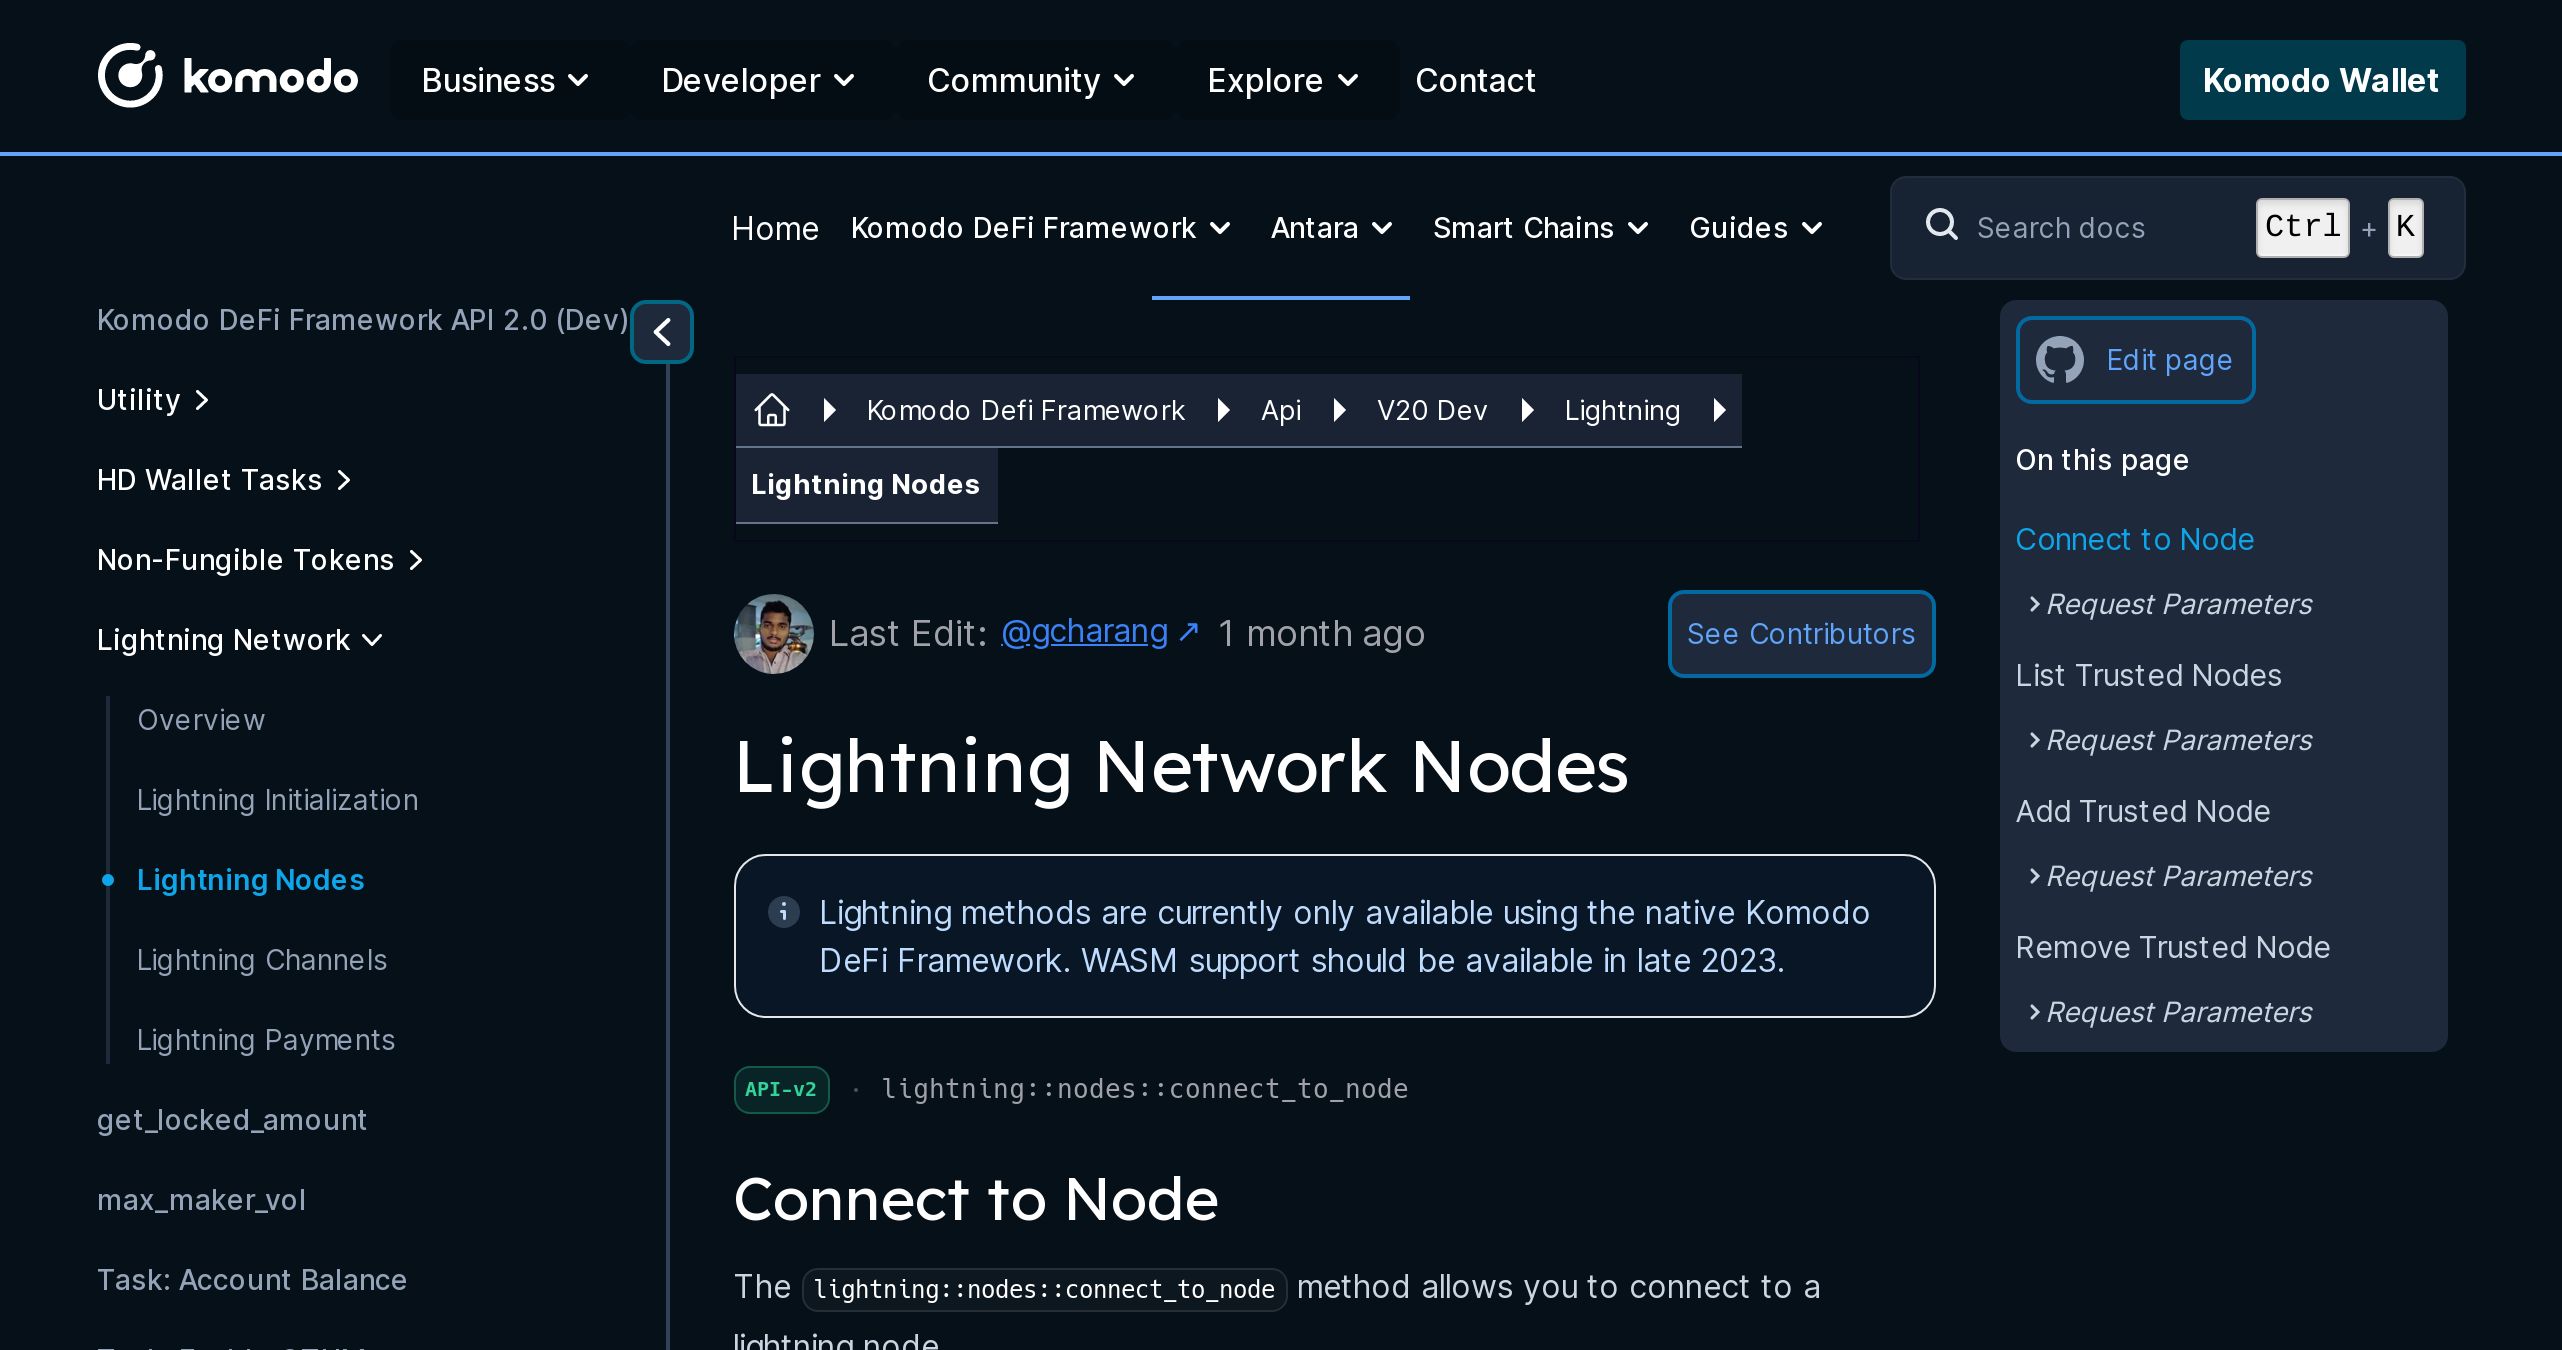 komodo
Business
Developer
Community
Explore
Contact
Komodo Wallet
Home
Komodo DeFi Framework
Antara
Smart Chains
Guides
Search docs
Ctrl + K
Komodo DeFi Framework API 2.0 (Dev)
Utility
HD Wallet Tasks
Non-Fungible Tokens
Lightning Network
Overview
Lightning Initialization
Lightning Nodes
Lightning Channels
Lightning Payments
get_locked_amount
max_maker_vol
Task: Account Balance
Komodo Defi Framework
Api
V20 Dev
Lightning
Lightning Nodes
Last Edit: @gcharang ↗ 1 month ago
See Contributors
Lightning Network Nodes
Lightning methods are currently only available using the native Komodo
DeFi Framework. WASM support should be available in late 2023.
API-v2 · lightning::nodes::connect_to_node
Connect to Node
The lightning::nodes::connect_to_node method allows you to connect to a
lightning node
Edit page
On this page
Connect to Node
Request Parameters
List Trusted Nodes
Request Parameters
Add Trusted Node
Request Parameters
Remove Trusted Node
Request Parameters